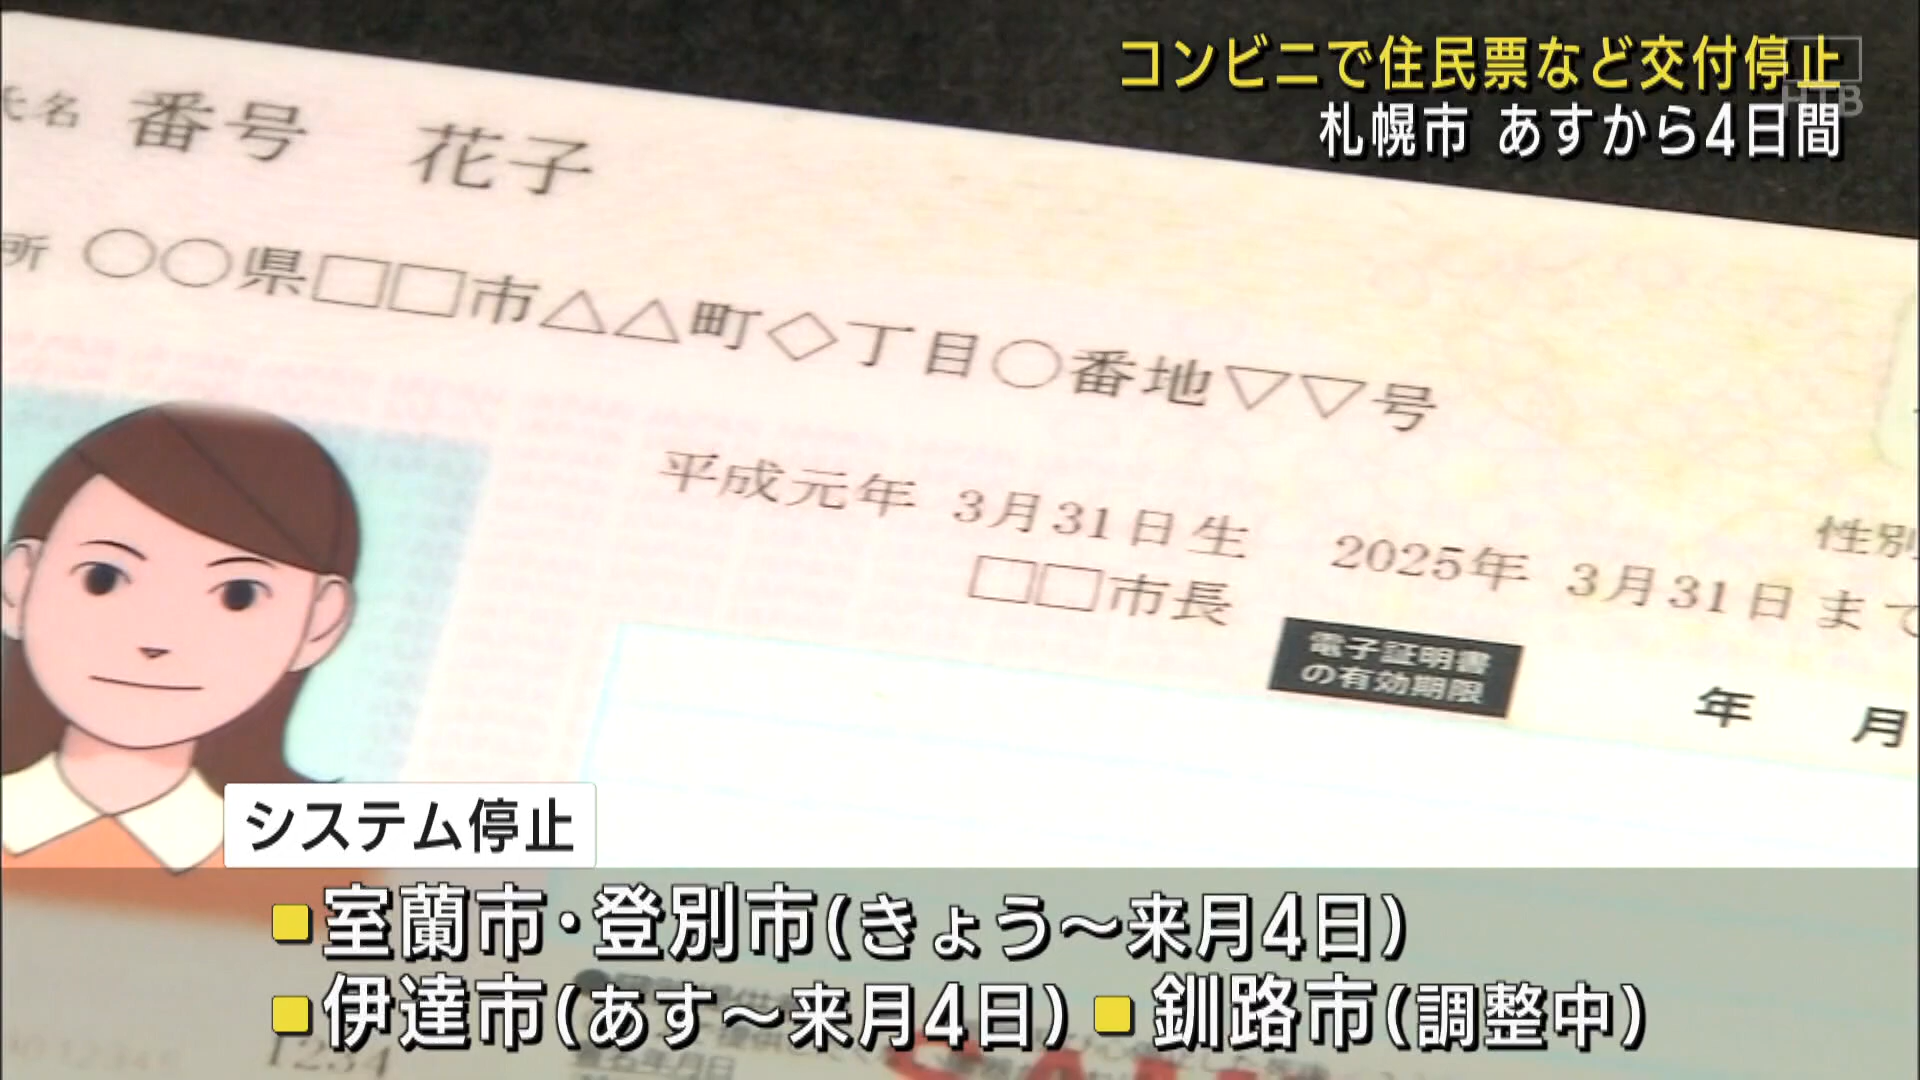 コンビニで住民票など交付停止
札幌市 あすから4日間
HTB
氏名 番号 花子
所 ○○県□□市△△町◇丁目○番地▽▽号
平成元年 3月31日生 2025年 3月31日まで
性別
□□市長
電子証明書
の有効期限
年 月
システム停止
■室蘭市・登別市(きょう～来月4日)
■伊達市(あす～来月4日) ■釧路市(調整中)
1234